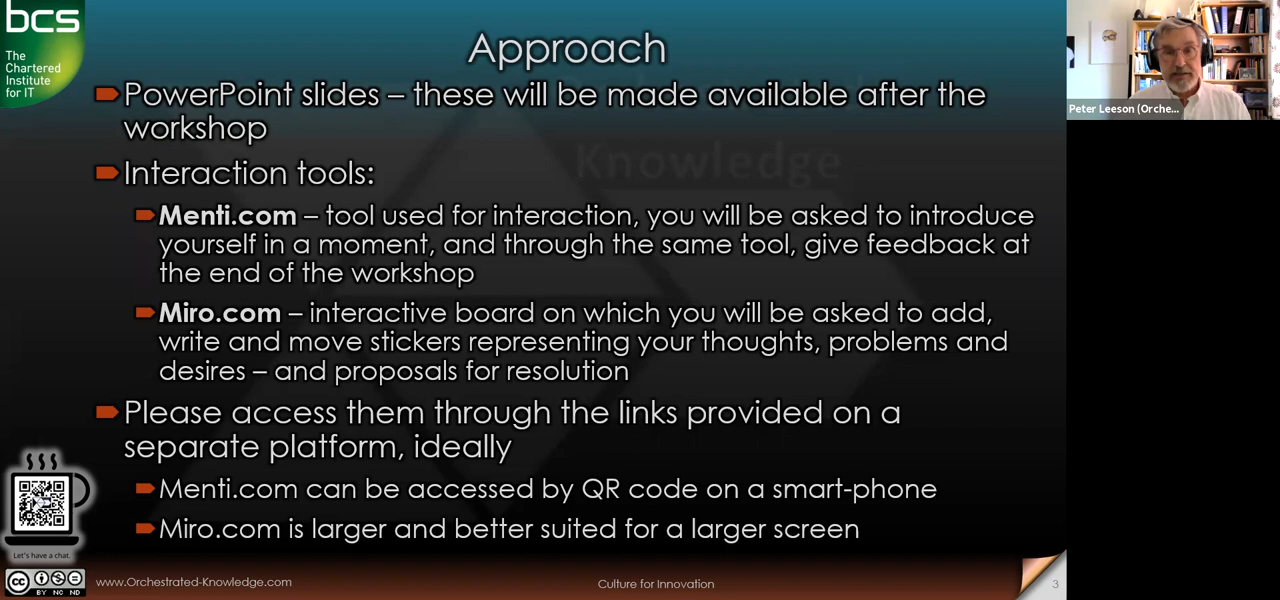 bcs
The
Chartered
Institute
for IT
Approach
PowerPoint slides – these will be made available after the
workshop
Knowledge
Interaction tools:
Menti.com – tool used for interaction, you will be asked to introduce
yourself in a moment, and through the same tool, give feedback at
the end of the workshop
Miro.com – interactive board on which you will be asked to add,
write and move stickers representing your thoughts, problems and
desires – and proposals for resolution
Please access them through the links provided on a
separate platform, ideally
Menti.com can be accessed by QR code on a smart-phone
Miro.com is larger and better suited for a larger screen
Let's have a chat.
CC BY NC ND
www.Orchestrated-Knowledge.com
Culture for Innovation
3
Peter Leeson (Orche...